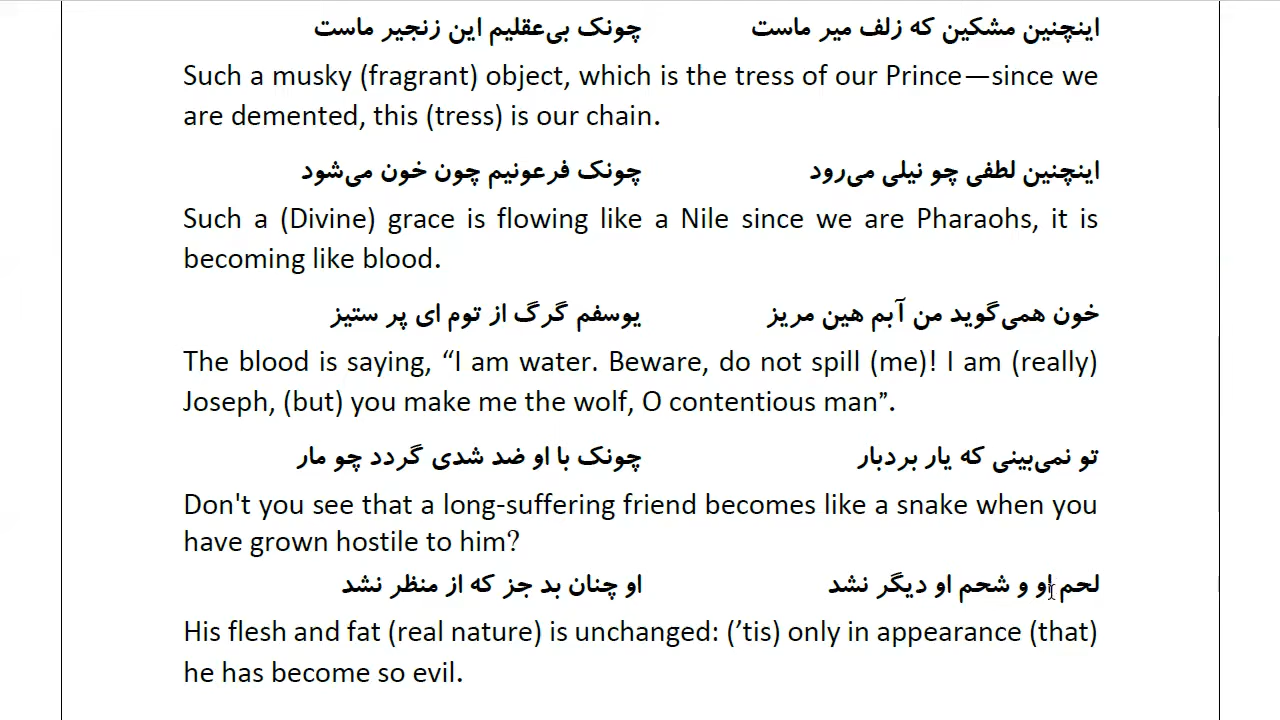 اینچنین مشکین که زلف میر ماست چونک بی‌عقلیم این زنجیر ماست
Such a musky (fragrant) object, which is the tress of our Prince—since we
are demented, this (tress) is our chain.
اینچنین لطفی چو نیلی می‌رود چونک فرعونیم چون خون می‌شود
Such a (Divine) grace is flowing like a Nile since we are Pharaohs, it is
becoming like blood.
خون همی‌گوید من آبم هین مریز یوسفم گرگ از توم ای پر ستیز
The blood is saying, “I am water. Beware, do not spill (me)! I am (really)
Joseph, (but) you make me the wolf, O contentious man”.
تو نمی‌بینی که یار بردبار چونک با او ضد شدی گردد چو مار
Don't you see that a long-suffering friend becomes like a snake when you
have grown hostile to him?
لحم او و شحم او دیگر نشد او چنان بد جز که از منظر نشد
His flesh and fat (real nature) is unchanged: (’tis) only in appearance (that)
he has become so evil.